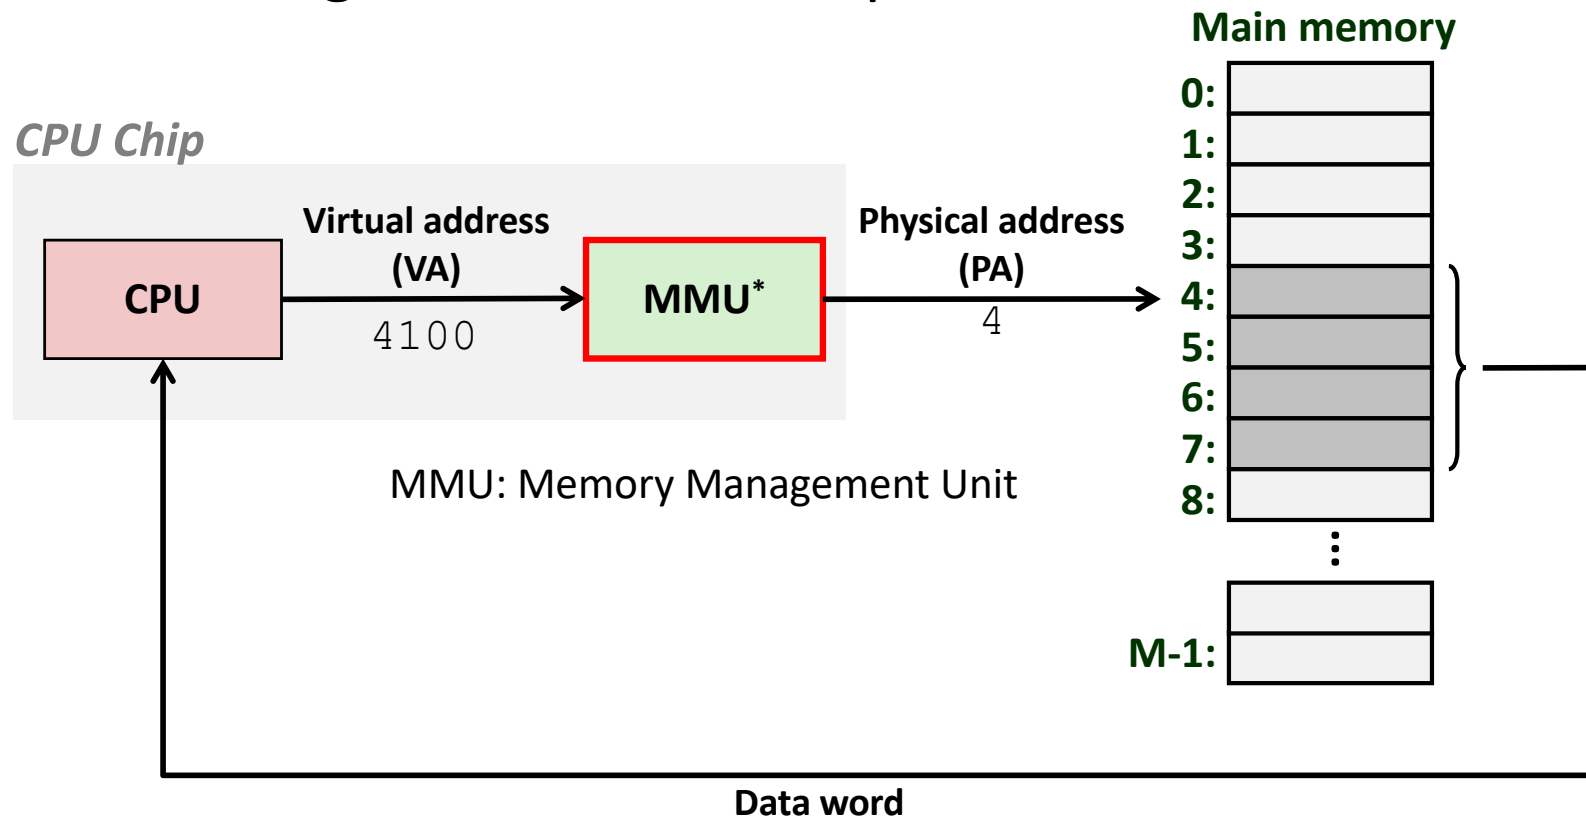 Main memory
CPU Chip
Virtual address
(VA)
4100
CPU
MMU*
Physical address
(PA)
4
0:
1:
2:
3:
4:
5:
6:
7:
8:
⋮
M-1:
MMU: Memory Management Unit
Data word